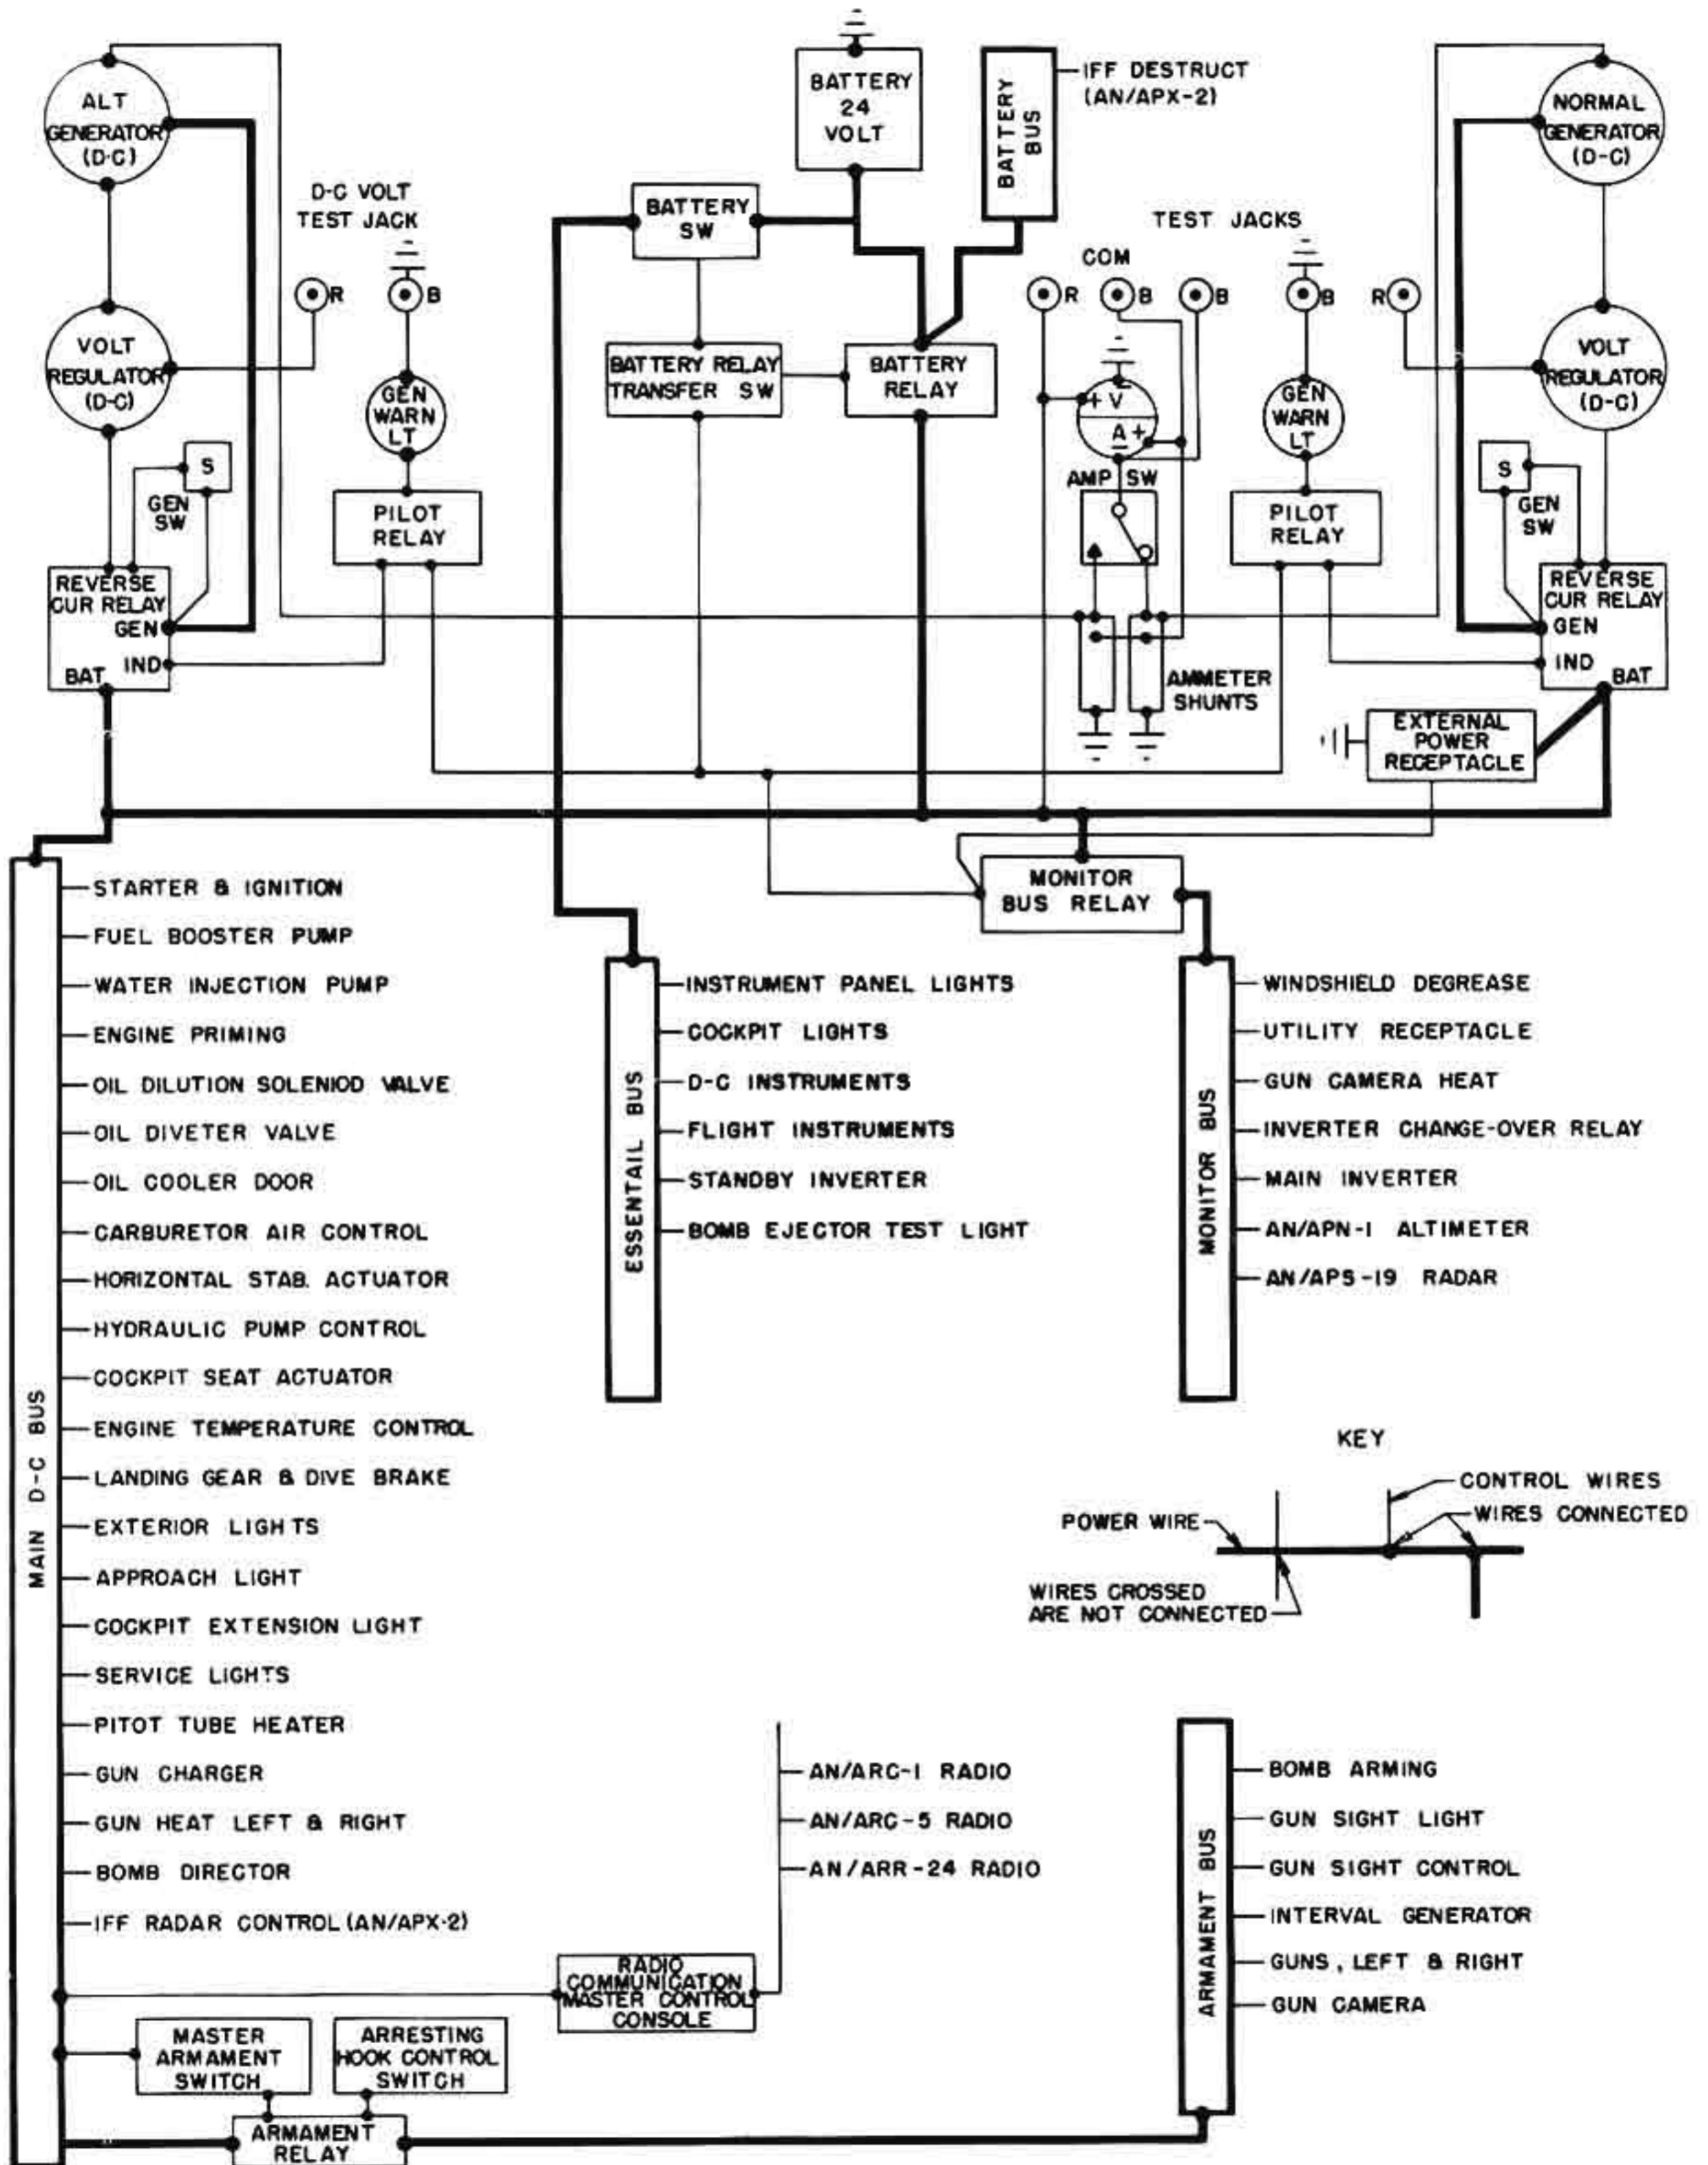 ALT
GENERATOR
(D-C)
BATTERY
24
VOLT
BATTERY
BUS
IFF DESTRUCT
(AN/APX-2)
NORMAL
GENERATOR
(D-C)
D-C VOLT
TEST JACK
BATTERY
SW
TEST JACKS
COM
R
B
R
B
B
B
R
VOLT
REGULATOR
(D-C)
GEN
WARN
LT
BATTERY RELAY
TRANSFER SW
BATTERY
RELAY
+ V
A +
AMP SW
GEN
WARN
LT
VOLT
REGULATOR
(D-C)
S
GEN
SW
PILOT
RELAY
PILOT
RELAY
S
GEN
SW
REVERSE
CUR RELAY
GEN
IND
BAT
REVERSE
CUR RELAY
GEN
IND
BAT
AMMETER
SHUNTS
EXTERNAL
POWER
RECEPTACLE
MONITOR
BUS RELAY
MAIN D-C BUS
STARTER & IGNITION
FUEL BOOSTER PUMP
WATER INJECTION PUMP
ENGINE PRIMING
OIL DILUTION SOLENIOD VALVE
OIL DIVETER VALVE
OIL COOLER DOOR
CARBURETOR AIR CONTROL
HORIZONTAL STAB. ACTUATOR
HYDRAULIC PUMP CONTROL
COCKPIT SEAT ACTUATOR
ENGINE TEMPERATURE CONTROL
LANDING GEAR & DIVE BRAKE
EXTERIOR LIGHTS
APPROACH LIGHT
COCKPIT EXTENSION LIGHT
SERVICE LIGHTS
PITOT TUBE HEATER
GUN CHARGER
GUN HEAT LEFT & RIGHT
BOMB DIRECTOR
IFF RADAR CONTROL (AN/APX-2)
ESSENTAIL BUS
INSTRUMENT PANEL LIGHTS
COCKPIT LIGHTS
D-C INSTRUMENTS
FLIGHT INSTRUMENTS
STANDBY INVERTER
BOMB EJECTOR TEST LIGHT
MONITOR BUS
WINDSHIELD DEGREASE
UTILITY RECEPTACLE
GUN CAMERA HEAT
INVERTER CHANGE-OVER RELAY
MAIN INVERTER
AN/APN-1 ALTIMETER
AN/APS-19 RADAR
KEY
CONTROL WIRES
WIRES CONNECTED
POWER WIRE
WIRES CROSSED
ARE NOT CONNECTED
AN/ARC-1 RADIO
AN/ARC-5 RADIO
AN/ARR-24 RADIO
RADIO
COMMUNICATION
MASTER CONTROL
CONSOLE
MASTER
ARMAMENT
SWITCH
ARRESTING
HOOK CONTROL
SWITCH
ARMAMENT
RELAY
ARMAMENT BUS
BOMB ARMING
GUN SIGHT LIGHT
GUN SIGHT CONTROL
INTERVAL GENERATOR
GUNS, LEFT & RIGHT
GUN CAMERA